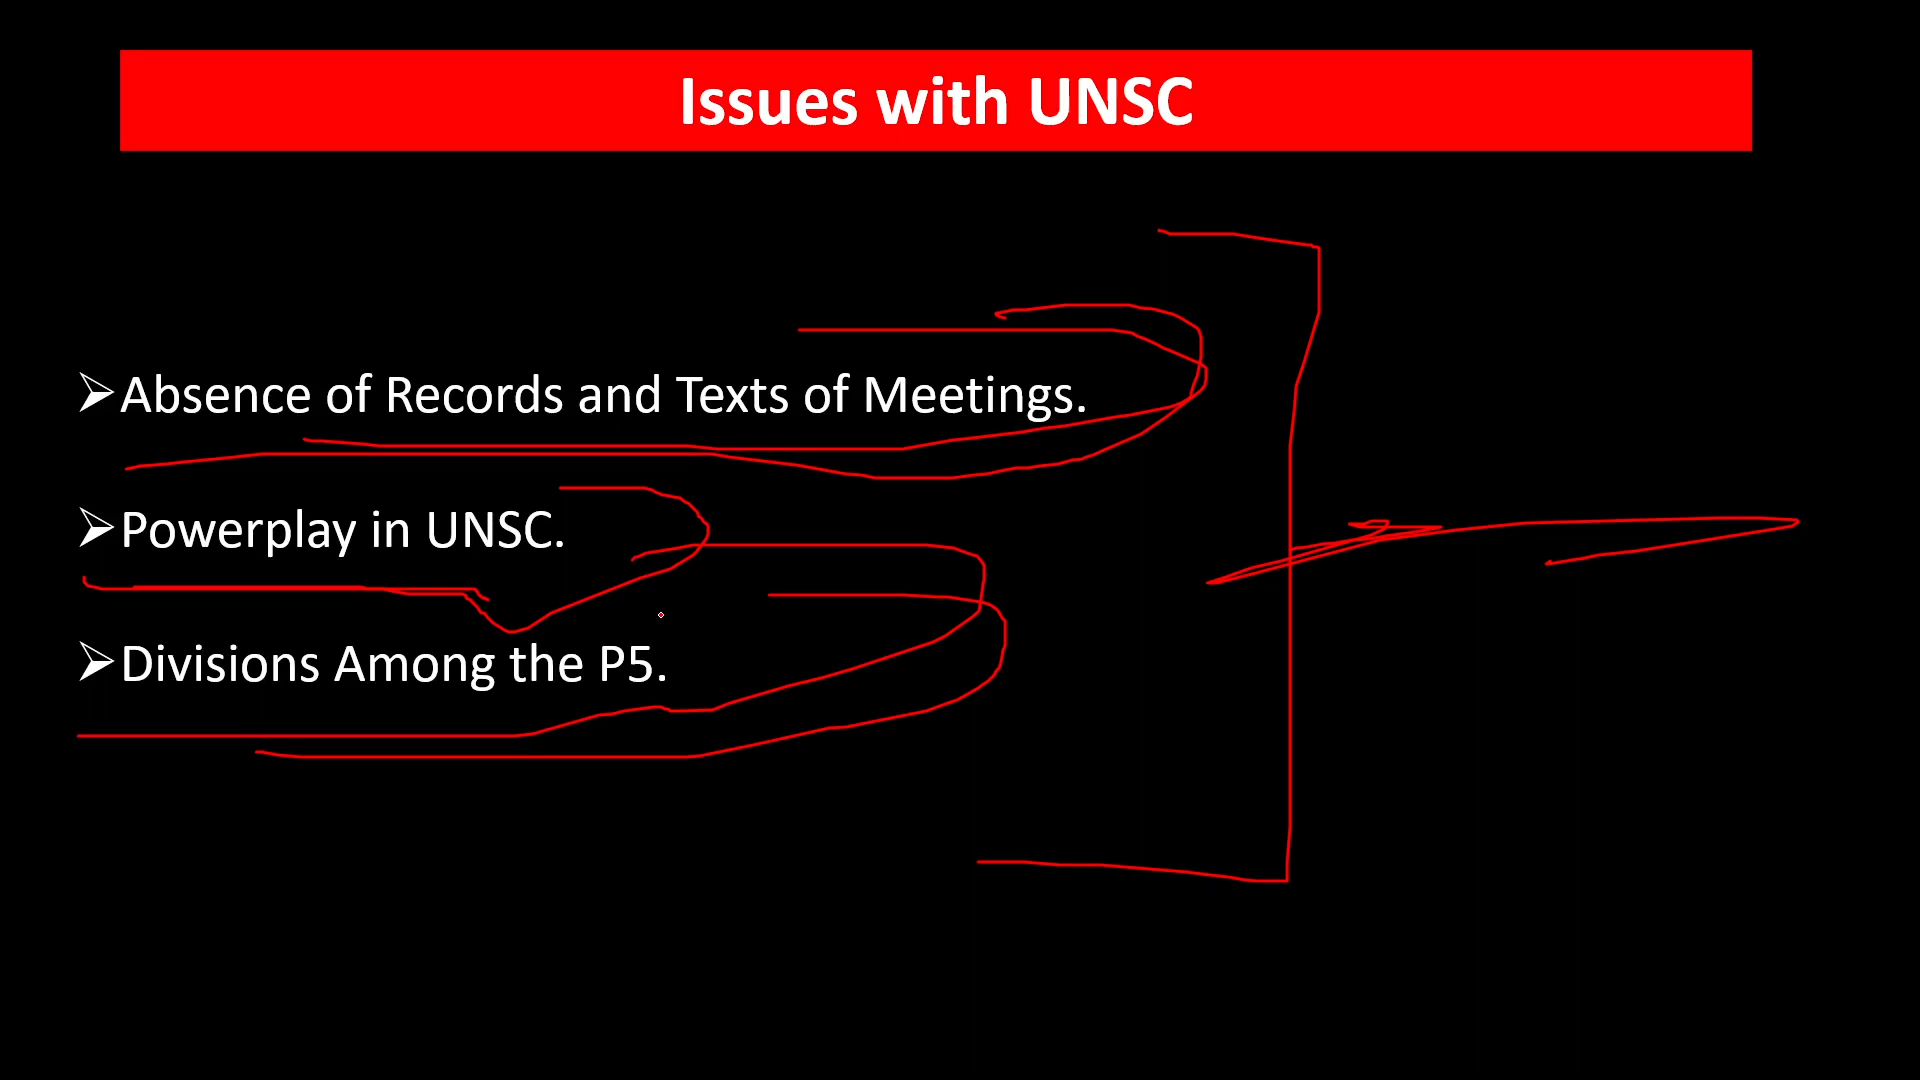 Issues with UNSC
➢Absence of Records and Texts of Meetings.
➢Powerplay in UNSC.
➢Divisions Among the P5.